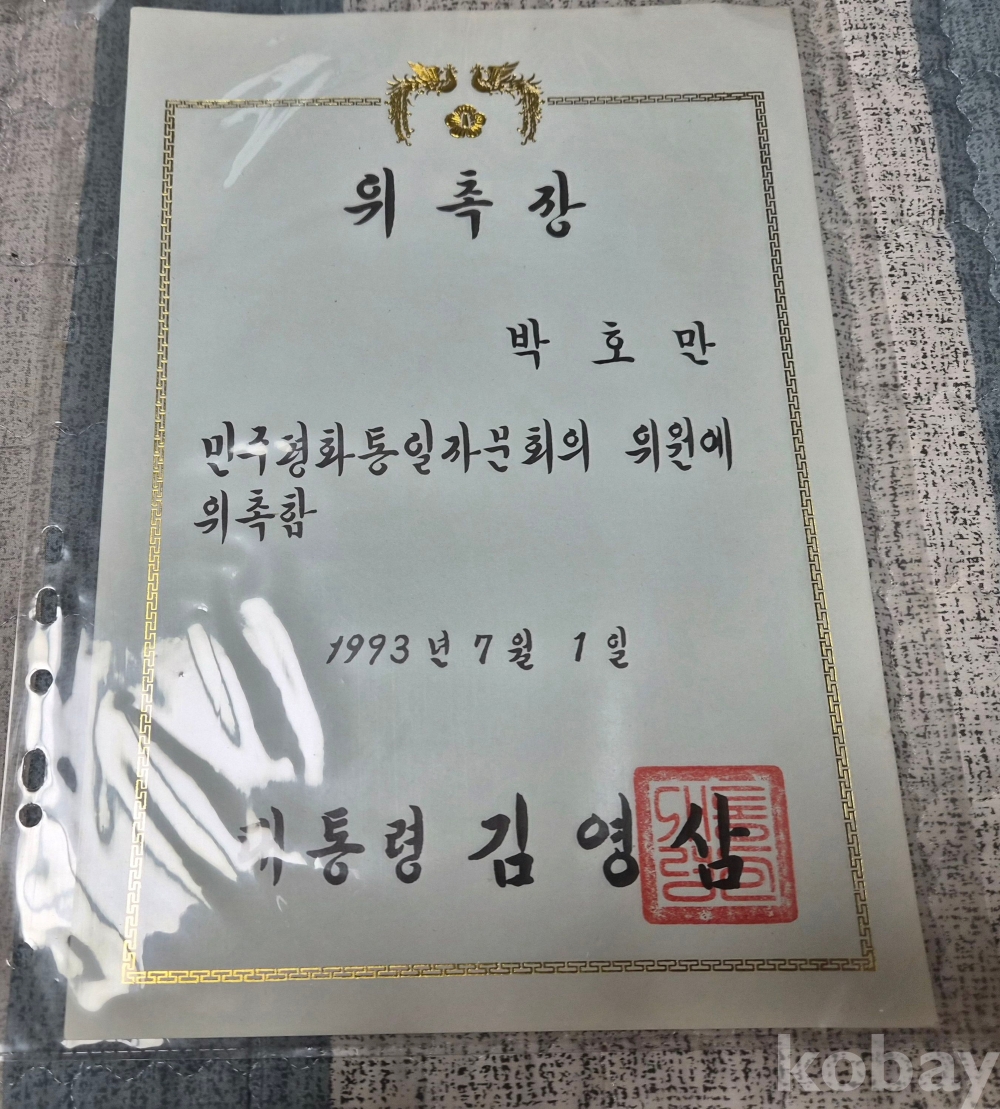 위촉장
박호만
민주평화통일자문회의 위원에
위촉함
1993년 7월 1일
대통령 김영삼
kobay